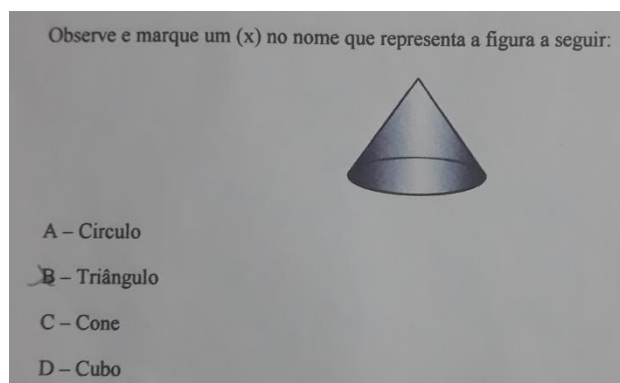 Observe e marque um (x) no nome que representa a figura a seguir:
A – Circulo
B – Triângulo
C – Cone
D – Cubo